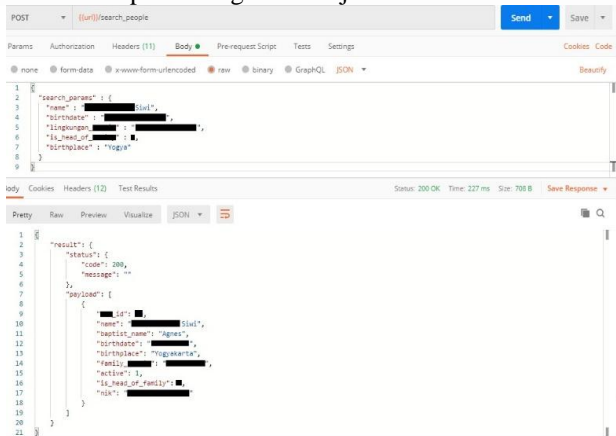 POST {{url}}/search_people Send Save
Params Authorization Headers (11) Body Pre-request Script Tests Settings Cookies Code
none form-data x-www-form-urlencoded raw binary GraphQL JSON Beautify
1 {
2 "search_params" : {
3 "name" : " Siwi",
4 "birthdate" : " ",
5 "lingkungan_ " : " ",
6 "is_head_of_ " : ,
7 "birthplace" : "Yogya"
8 }
9 }
Body Cookies Headers (12) Test Results Status: 200 OK Time: 227 ms Size: 708 B Save Response
Pretty Raw Preview Visualize JSON
1 {
2 "result": {
3 "status": {
4 "code": 200,
5 "message": ""
6 },
7 "payload": [
8 {
9 " _id": ,
10 "name": " Siwi",
11 "baptist_name": "Agnes",
12 "birthdate": " ",
13 "birthplace": "Yogyakarta",
14 "family_ ": " ",
15 "active": 1,
16 "is_head_of_family": ,
17 "nik": " "
18 }
19 ]
20 }
21 }